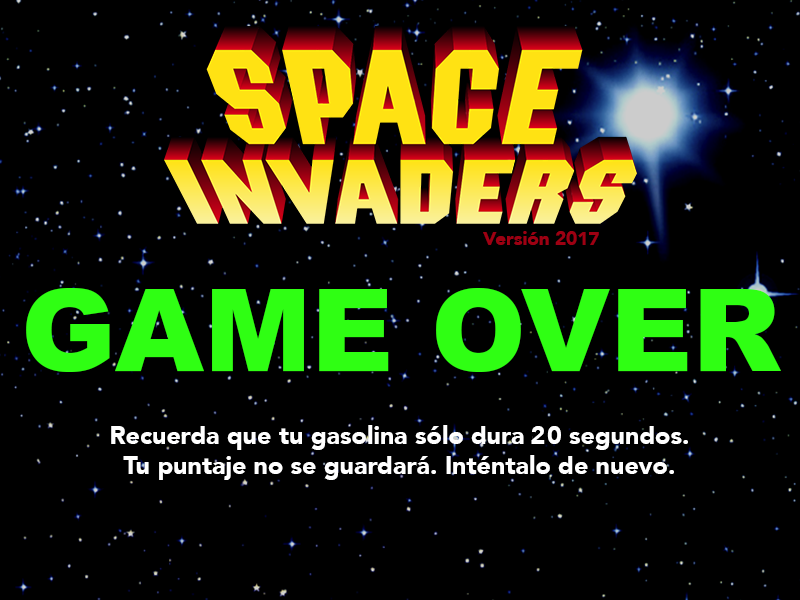 SPACE
INVADERS
Versión 2017
GAME OVER
Recuerda que tu gasolina sólo dura 20 segundos.
Tu puntaje no se guardará. Inténtalo de nuevo.